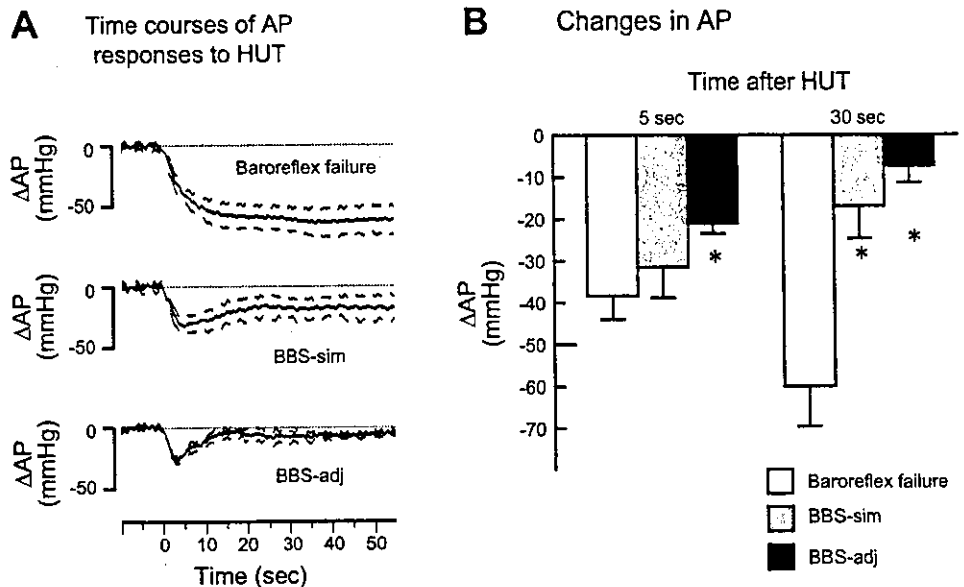 A Time courses of AP
responses to HUT
0
-50
ΔAP
(mmHg)
Baroreflex failure
0
-50
ΔAP
(mmHg)
BBS-sim
0
-50
ΔAP
(mmHg)
BBS-adj
0 10 20 30 40 50
Time (sec)
B Changes in AP
Time after HUT
5 sec 30 sec
0
-10
-20
-30
-40
-50
-60
-70
ΔAP
(mmHg)
*
*
*
Baroreflex failure
BBS-sim
BBS-adj